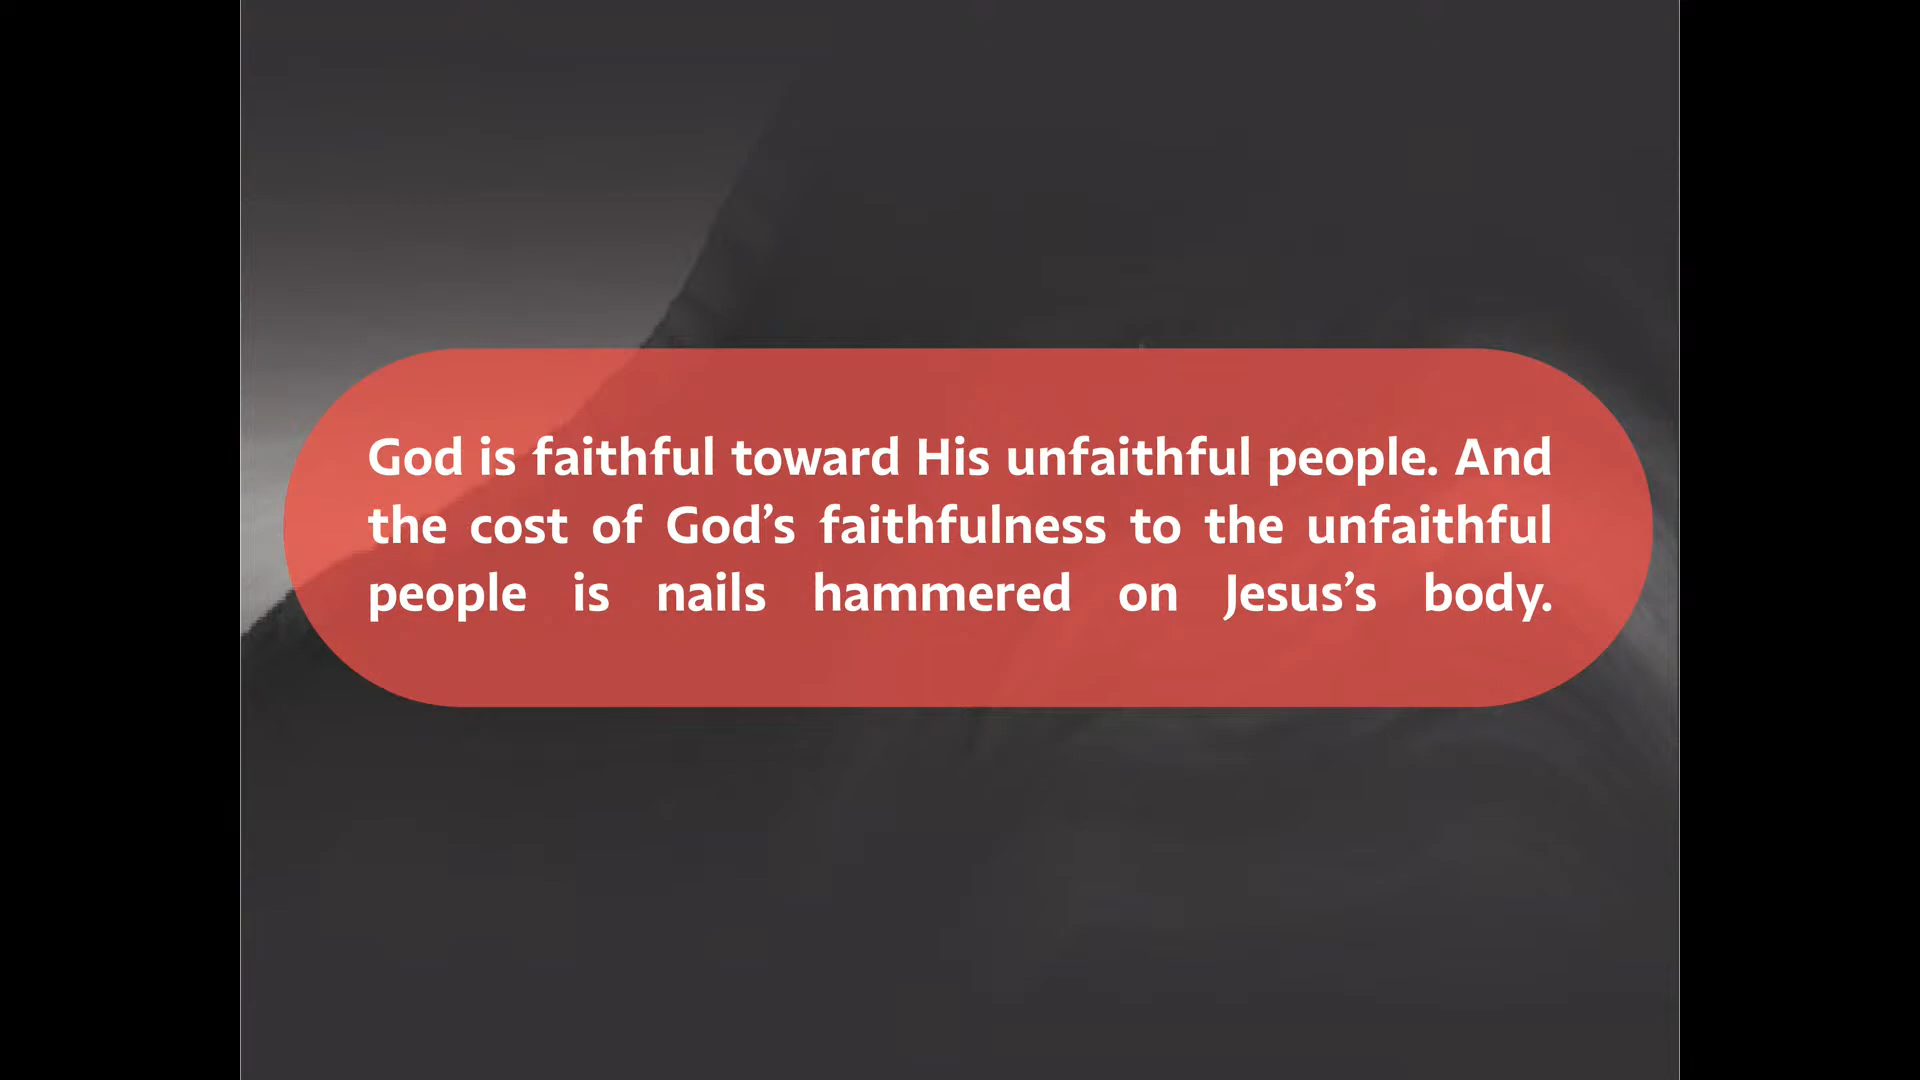 God is faithful toward His unfaithful people. And
the cost of God’s faithfulness to the unfaithful
people is nails hammered on Jesus’s body.